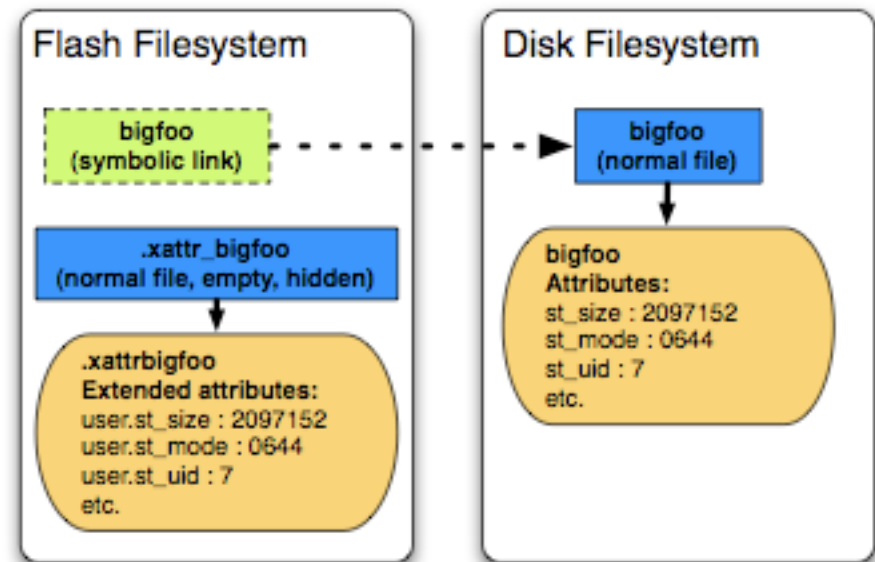 Flash Filesystem
bigfoo
(symbolic link)
.xattr_bigfoo
(normal file, empty, hidden)
.xattrbigfoo
Extended attributes:
user.st_size : 2097152
user.st_mode : 0644
user.st_uid : 7
etc.
Disk Filesystem
bigfoo
(normal file)
bigfoo
Attributes:
st_size : 2097152
st_mode : 0644
st_uid : 7
etc.